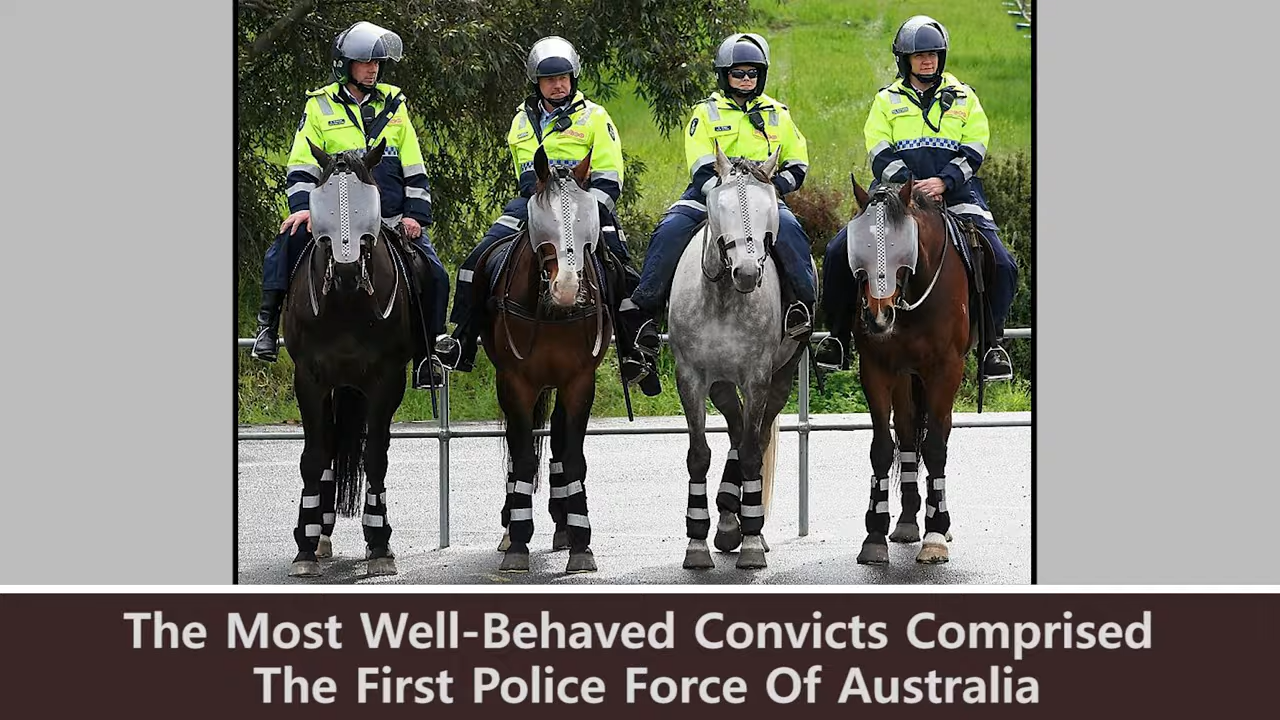 The Most Well-Behaved Convicts Comprised
The First Police Force Of Australia